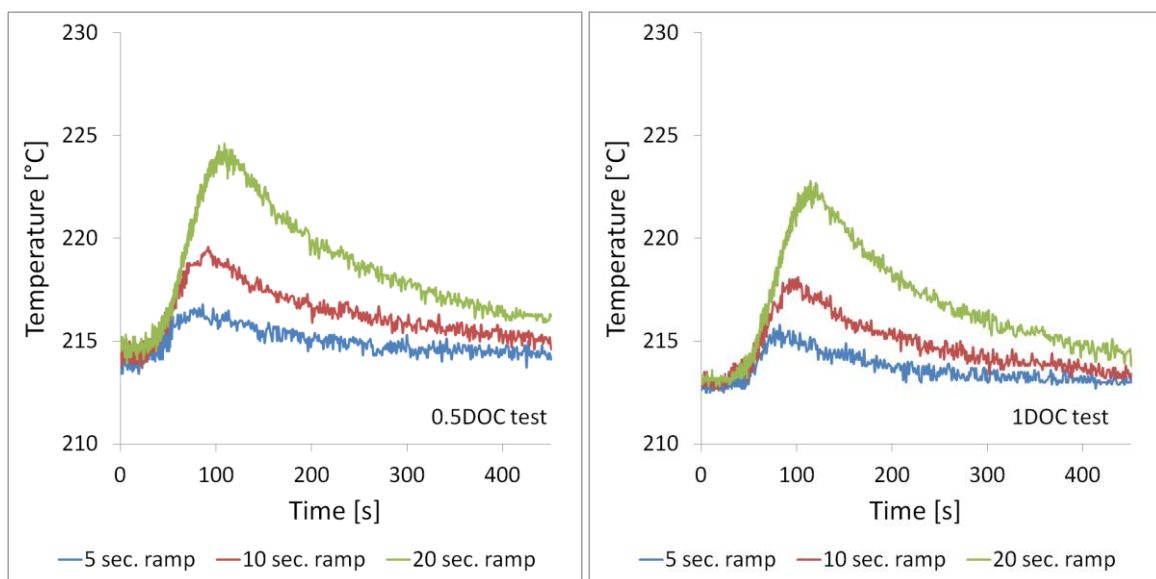 230
225
220
215
210
Temperature [°C]
0 100 200 300 400
Time [s]
0.5DOC test
5 sec. ramp 10 sec. ramp 20 sec. ramp
230
225
220
215
210
Temperature [°C]
0 100 200 300 400
Time [s]
1DOC test
5 sec. ramp 10 sec. ramp 20 sec. ramp